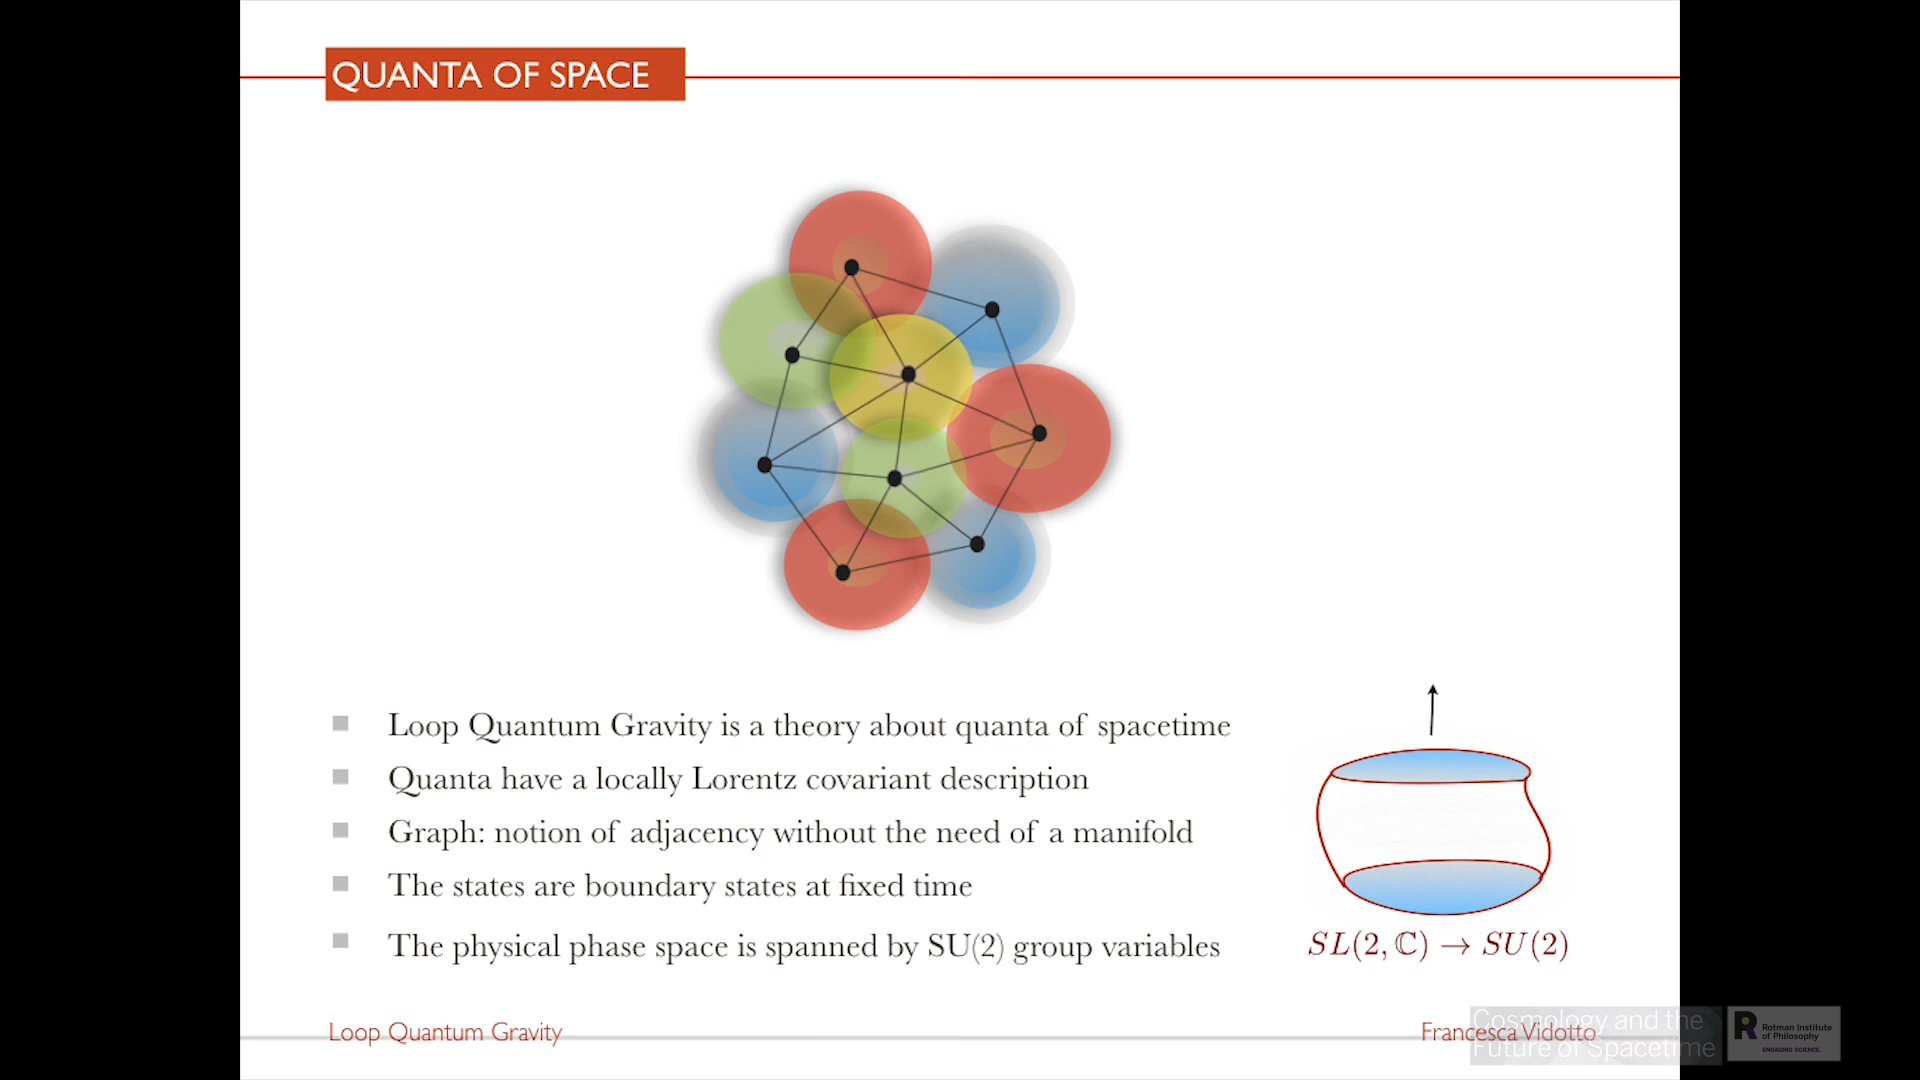 QUANTA OF SPACE
Loop Quantum Gravity is a theory about quanta of spacetime
Quanta have a locally Lorentz covariant description
Graph: notion of adjacency without the need of a manifold
The states are boundary states at fixed time
The physical phase space is spanned by SU(2) group variables
SL(2, ℂ) → SU(2)
Loop Quantum Gravity
Francesca Vidotto
Cosmology and the
Future of Spacetime
R
Rotman Institute
of Philosophy
ENGAGING SCIENCE.